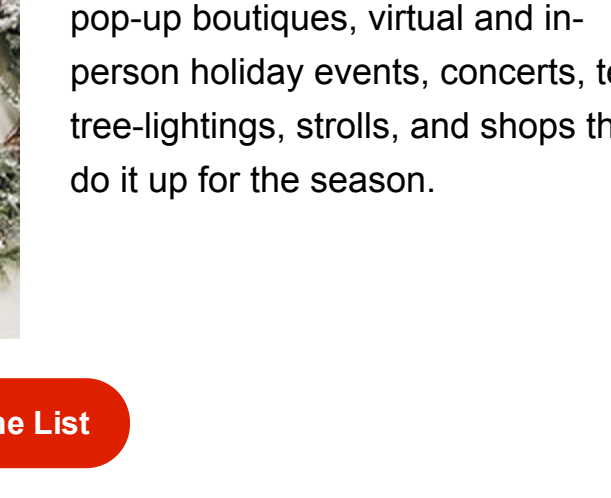 pop-up boutiques, virtual and in-
person holiday events, concerts,
tree-lightings, strolls, and shops
do it up for the season.
List